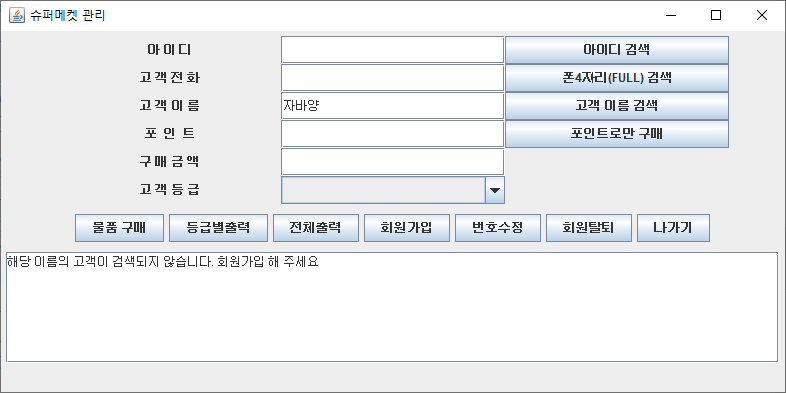 슈퍼메켓 관리
아 이 디 아이디 검색
고 객 전 화 폰4자리(FULL) 검색
고 객 이 름 자바양 고객 이름 검색
포 인 트 포인트로만 구매
구 매 금 액
고 객 등 급
물품 구매 등급별출력 전체출력 회원가입 번호수정 회원탈퇴 나가기
해당 이름의 고객이 검색되지 않습니다. 회원가입 해 주세요